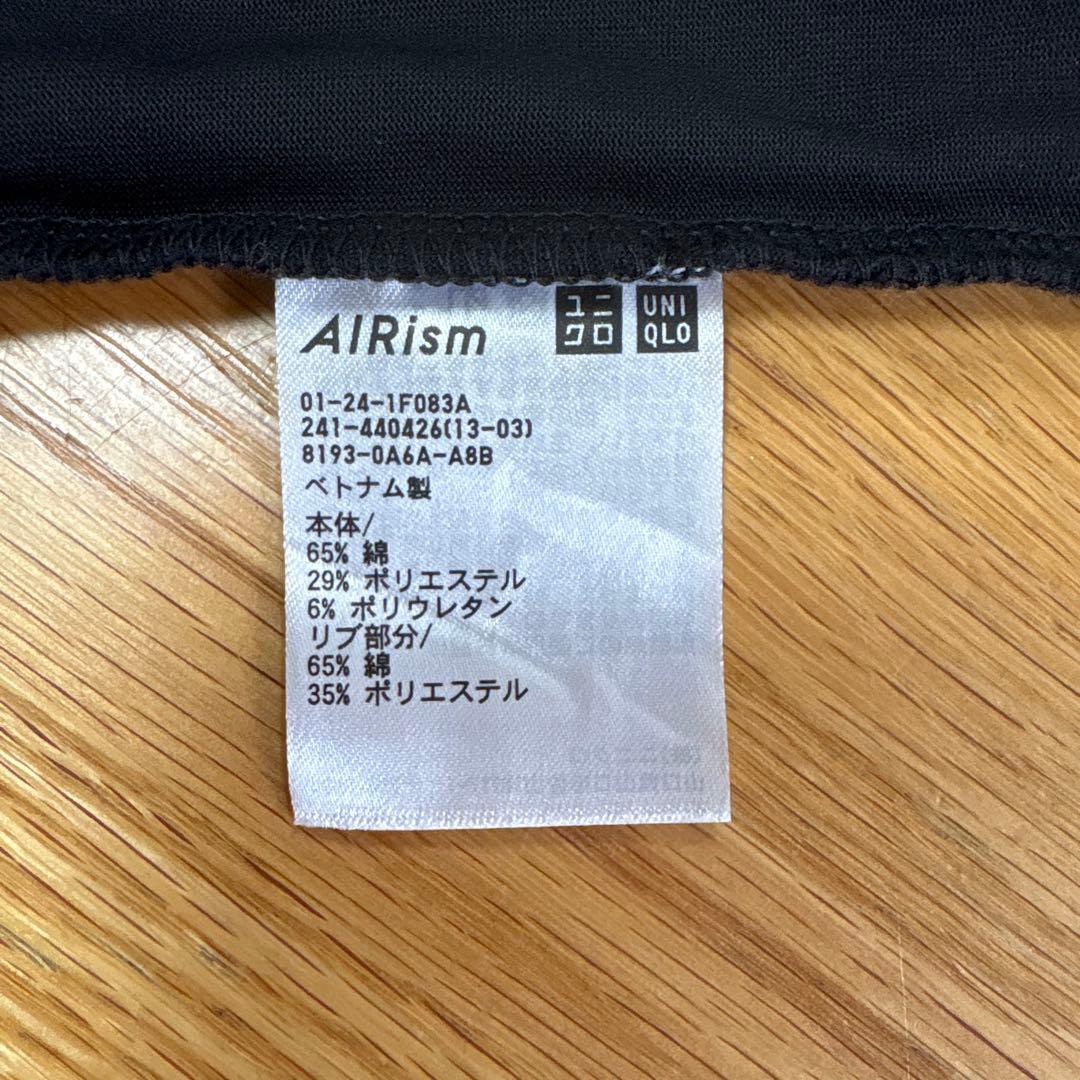 AIRism
ユニクロ
UNIQLO
01-24-1F083A
241-440426(13-03)
8193-0A6A-A8B
ベトナム製
本体/
65% 綿
29% ポリエステル
6% ポリウレタン
リブ部分/
65% 綿
35% ポリエステル